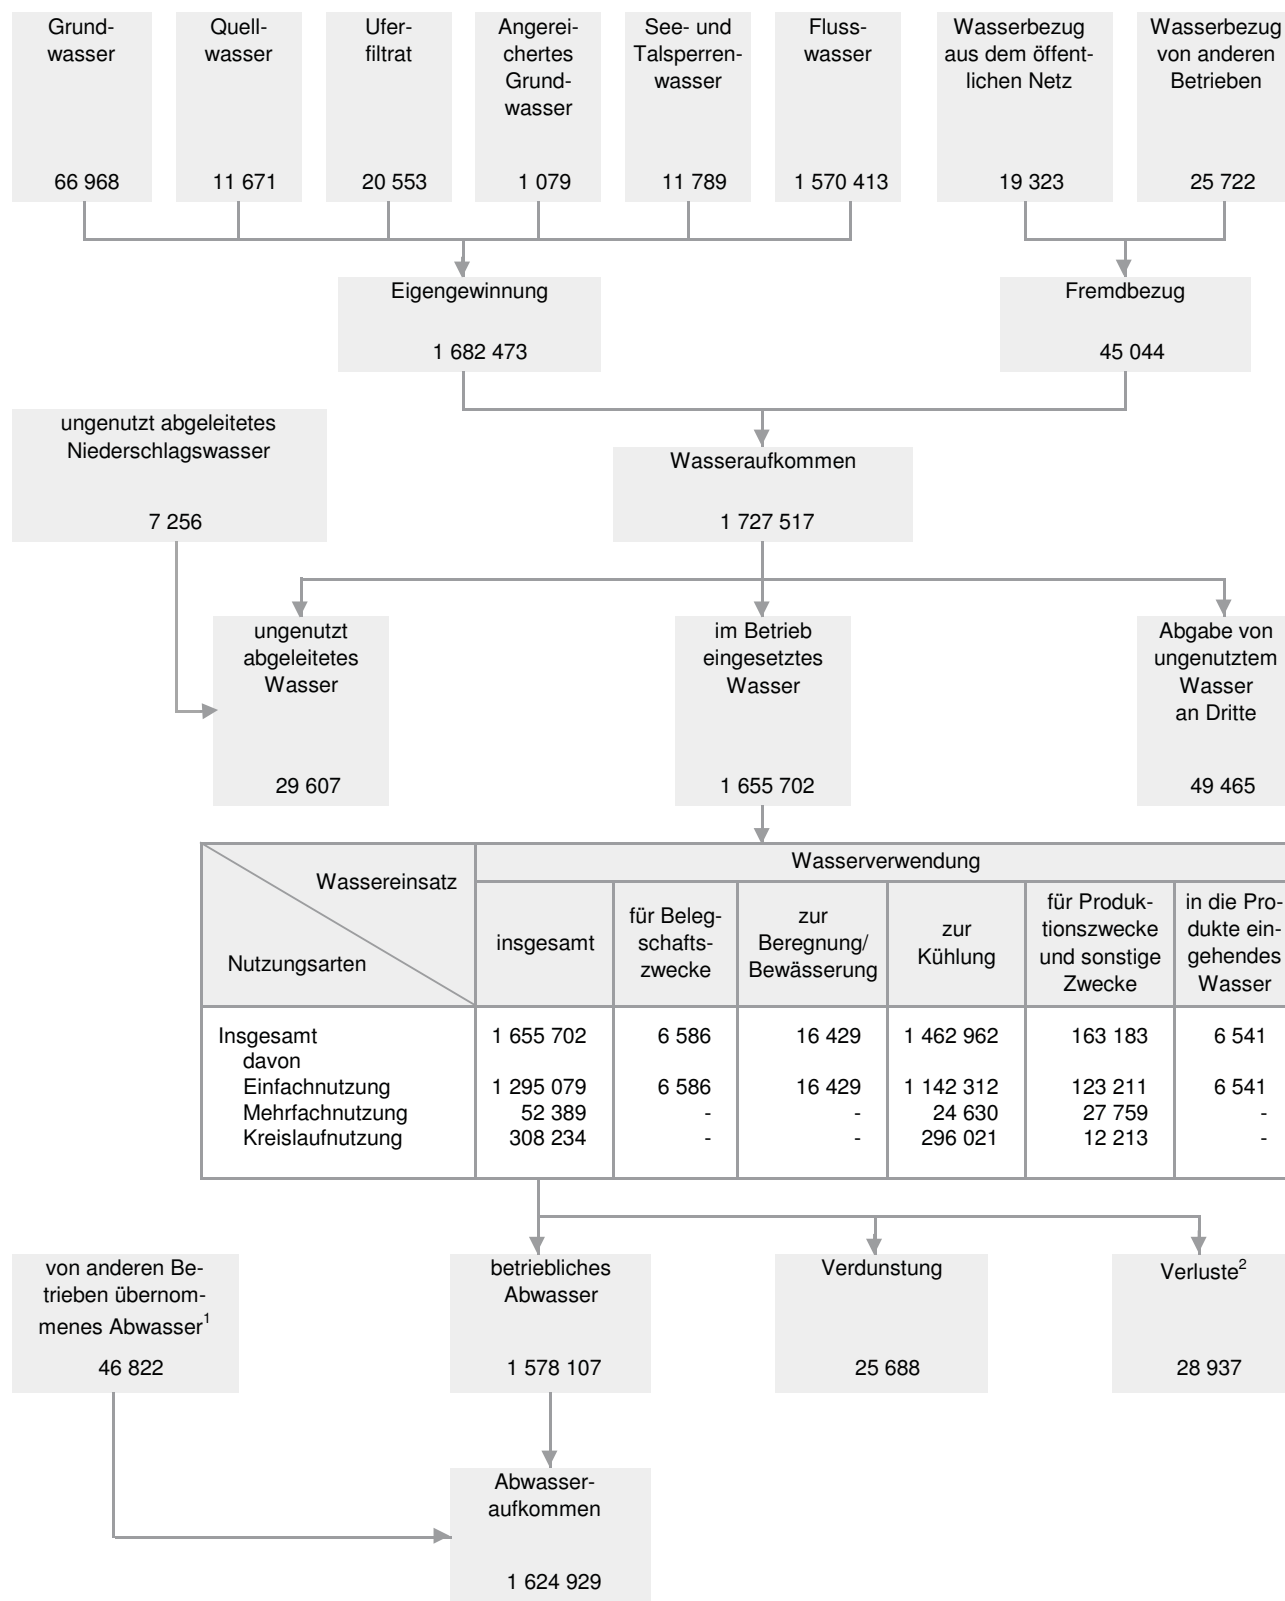 Grund-
wasser
66 968
Quell-
wasser
11 671
Ufer-
filtrat
20 553
Angerei-
chertes
Grund-
wasser
1 079
See- und
Talsperren-
wasser
11 789
Fluss-
wasser
1 570 413
Wasserbezug
aus dem öffent-
lichen Netz
19 323
Wasserbezug
von anderen
Betrieben
25 722
Eigengewinnung
1 682 473
Fremdbezug
45 044
ungenutzt abgeleitetes
Niederschlagswasser
7 256
Wasseraufkommen
1 727 517
ungenutzt
abgeleitetes
Wasser
29 607
im Betrieb
eingesetztes
Wasser
1 655 702
Abgabe von
ungenutztem
Wasser
an Dritte
49 465
Wassereinsatz
Nutzungsarten
Wasserverwendung
insgesamt
für Beleg-
schafts-
zwecke
zur
Beregnung/
Bewässerung
zur
Kühlung
für Produk-
tionszwecke
und sonstige
Zwecke
in die Pro-
dukte ein-
gehendes
Wasser
Insgesamt 1 655 702 6 586 16 429 1 462 962 163 183 6 541
davon
Einfachnutzung 1 295 079 6 586 16 429 1 142 312 123 211 6 541
Mehrfachnutzung 52 389 - - 24 630 27 759 -
Kreislaufnutzung 308 234 - - 296 021 12 213 -
von anderen Be-
trieben übernom-
menes Abwasser1
46 822
betriebliches
Abwasser
1 578 107
Verdunstung
25 688
Verluste2
28 937
Abwasser-
aufkommen
1 624 929